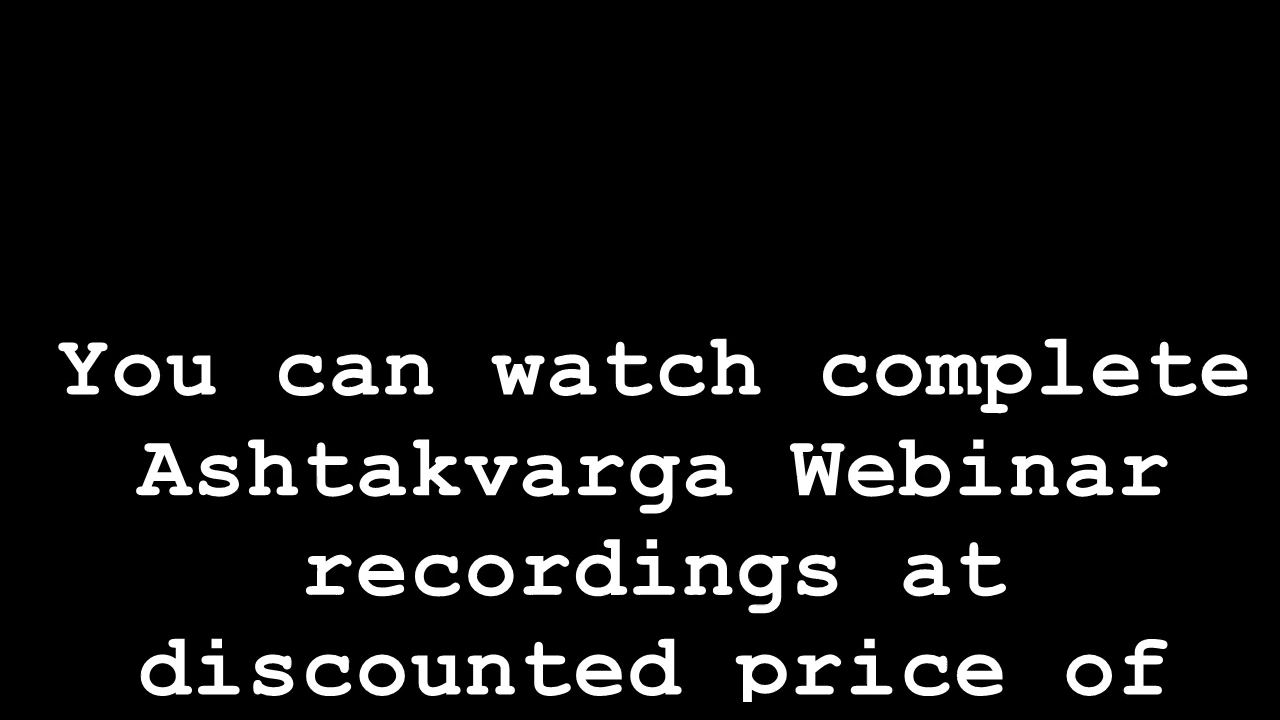 You can watch complete
Ashtakvarga Webinar
recordings at
discounted price of